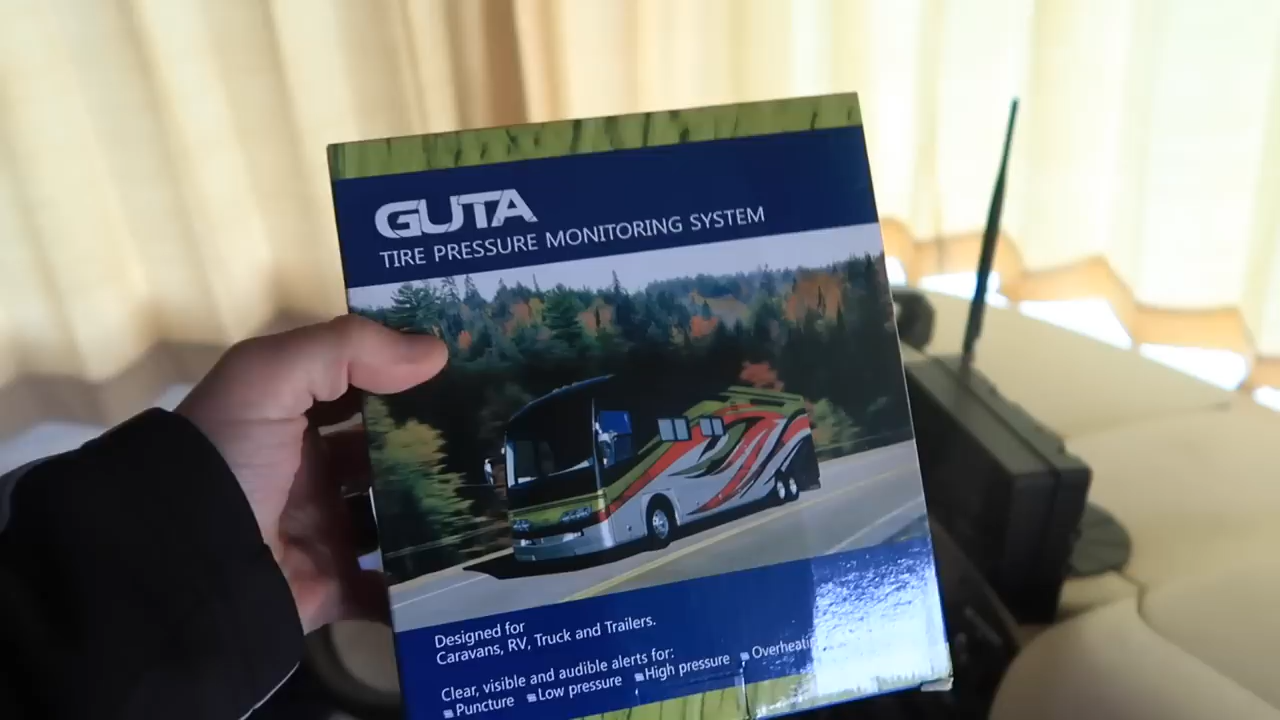 GUTA
TIRE PRESSURE MONITORING SYSTEM
Designed for
Caravans, RV, Truck and Trailers.
Clear, visible and audible alerts for:
Puncture Low pressure High pressure